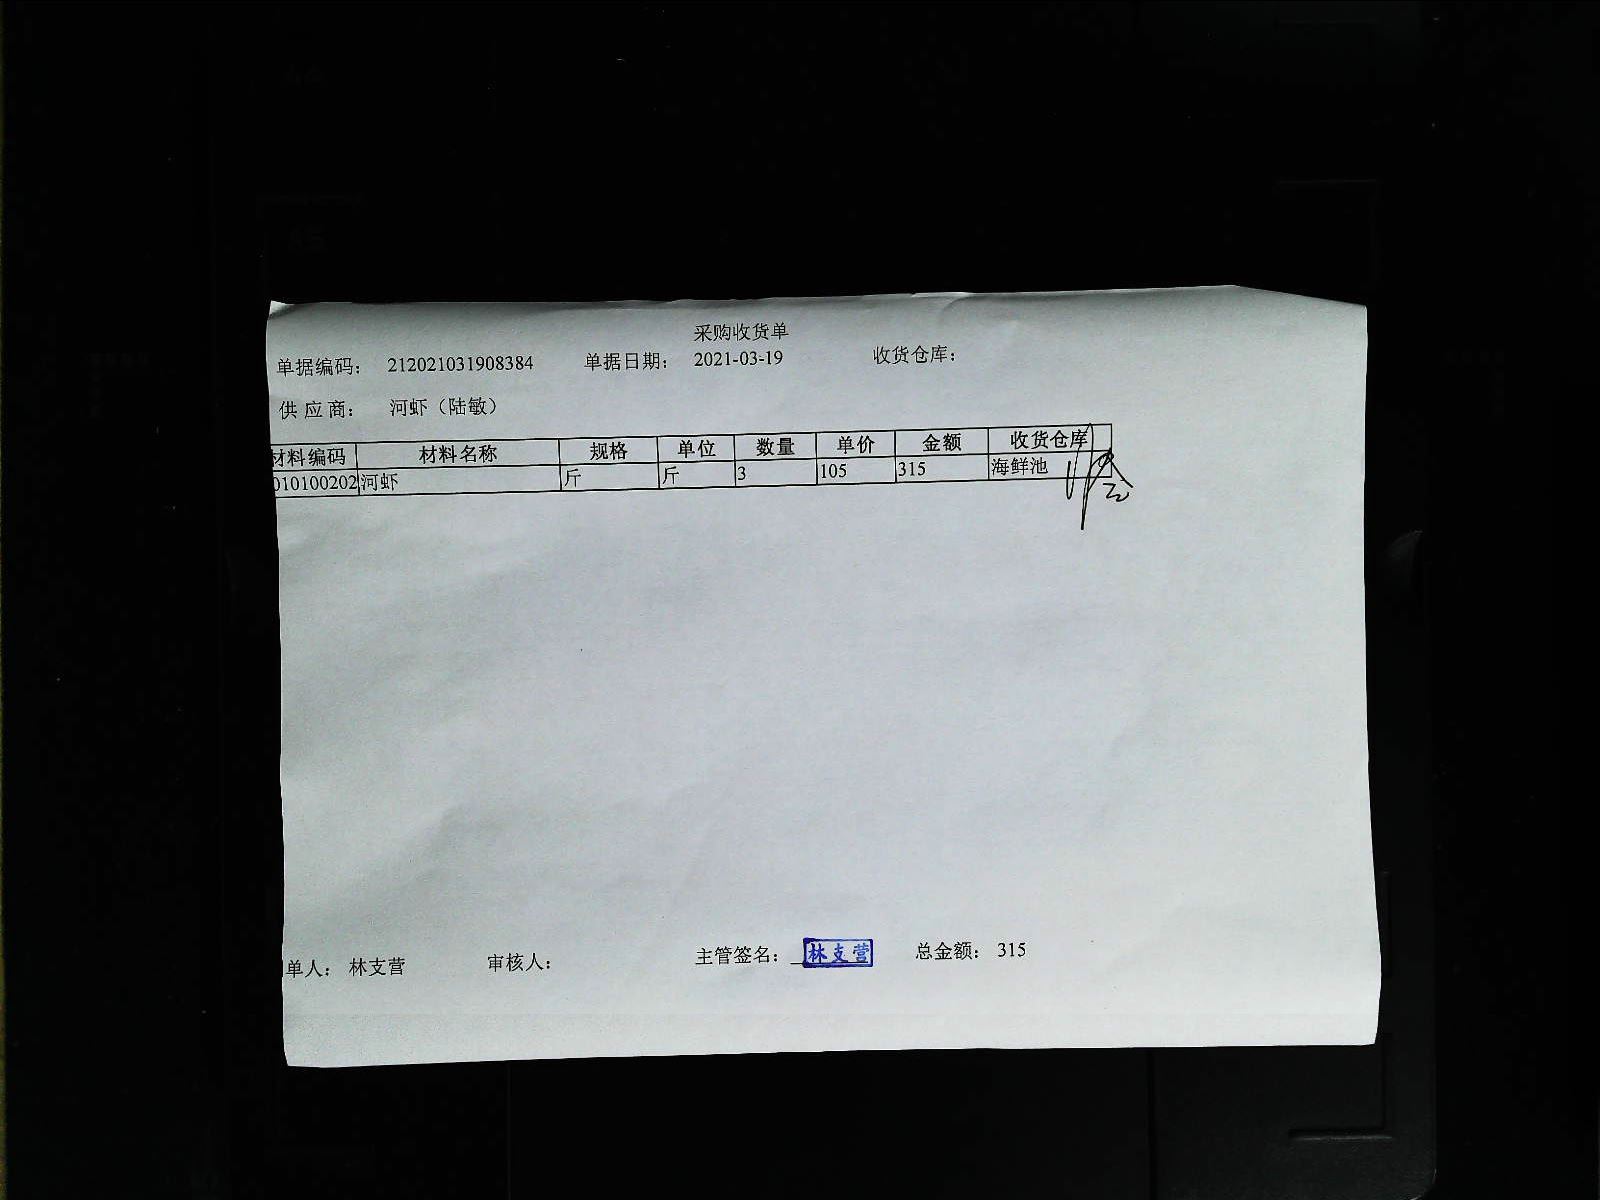 采购收货单
单据编码： 212021031908384 单据日期： 2021-03-19 收货仓库：
供应商： 河虾（陆敏）
材料编码 材料名称 规格 单位 数量 单价 金额 收货仓库
010100202 河虾 斤 斤 3 105 315 海鲜池
单人： 林支营 审核人： 主管签名： 林支营 总金额： 315